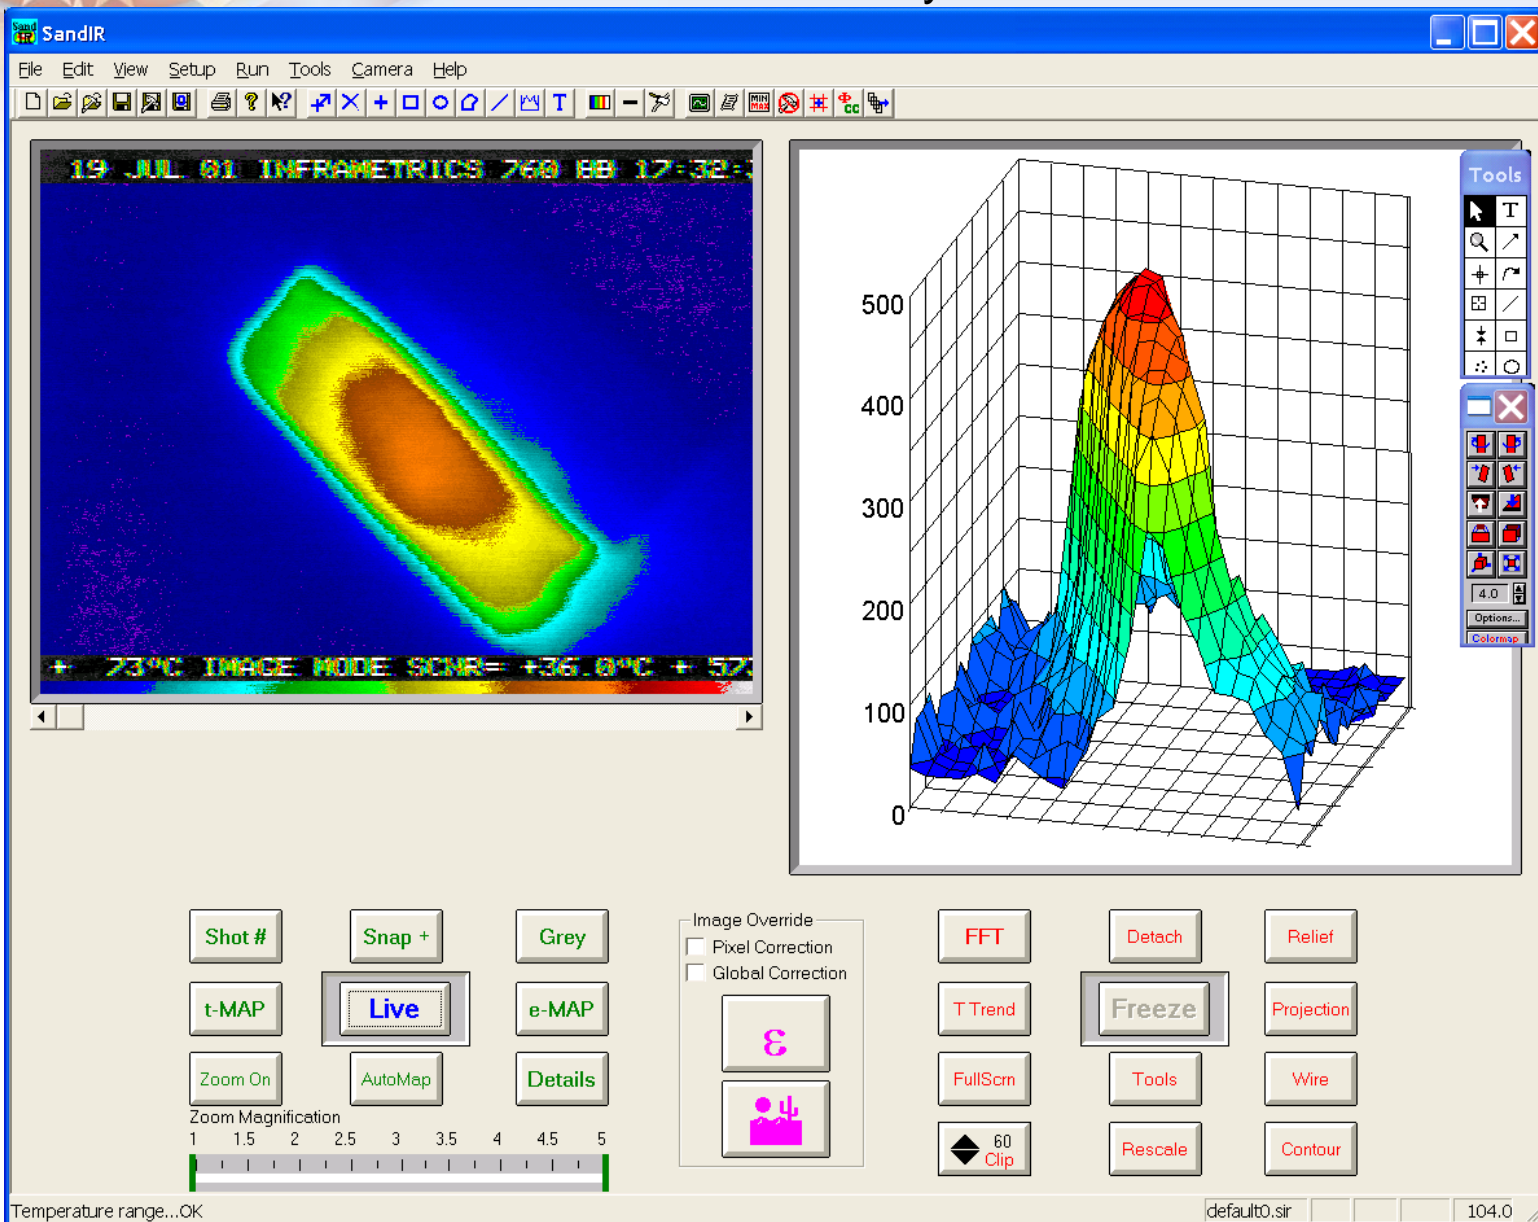 SandIR
File Edit View Setup Run Tools Camera Help
19 JUL 01 INFRAMETRICS 760 BB 17:32:
+ 73°C IMAGE MODE SCNR= +36.0°C + 57
500
400
300
200
100
0
Tools
T
4.0
Options...
Colormap
Shot #
Snap +
Grey
t-MAP
Live
e-MAP
Zoom On
AutoMap
Details
Zoom Magnification
1 1.5 2 2.5 3 3.5 4 4.5 5
Image Override
Pixel Correction
Global Correction
ε
FFT
Detach
Relief
T Trend
Freeze
Projection
FullScrn
Tools
Wire
60
Clip
Rescale
Contour
Temperature range...OK
default0.sir
104.0